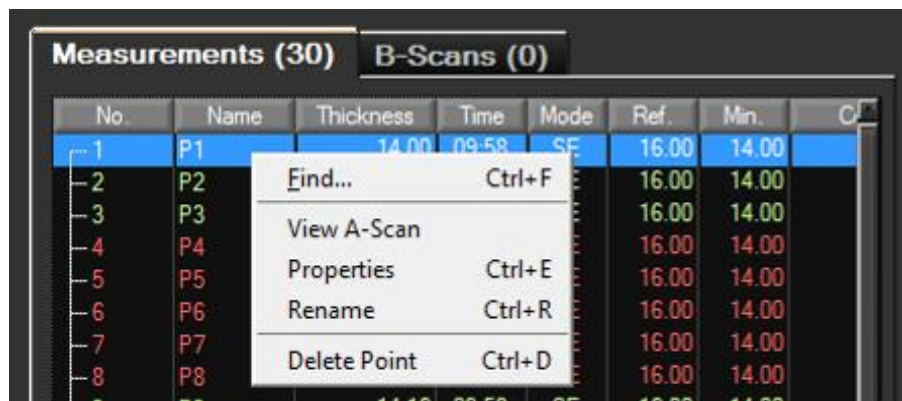 Measurements (30) B-Scans (0)
No. Name Thickness Time Mode Ref. Min.
1 P1 14.00 09:58 SE 16.00 14.00
2 P2 16.00 14.00
3 P3 16.00 14.00
4 P4 16.00 14.00
5 P5 16.00 14.00
6 P6 16.00 14.00
7 P7 16.00 14.00
8 P8 16.00 14.00
Find... Ctrl+F
View A-Scan
Properties Ctrl+E
Rename Ctrl+R
Delete Point Ctrl+D